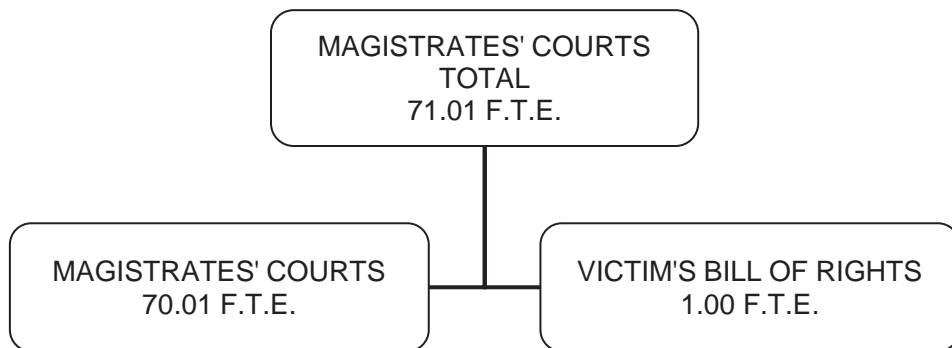 MAGISTRATES' COURTS
TOTAL
71.01 F.T.E.
MAGISTRATES' COURTS
70.01 F.T.E.
VICTIM'S BILL OF RIGHTS
1.00 F.T.E.